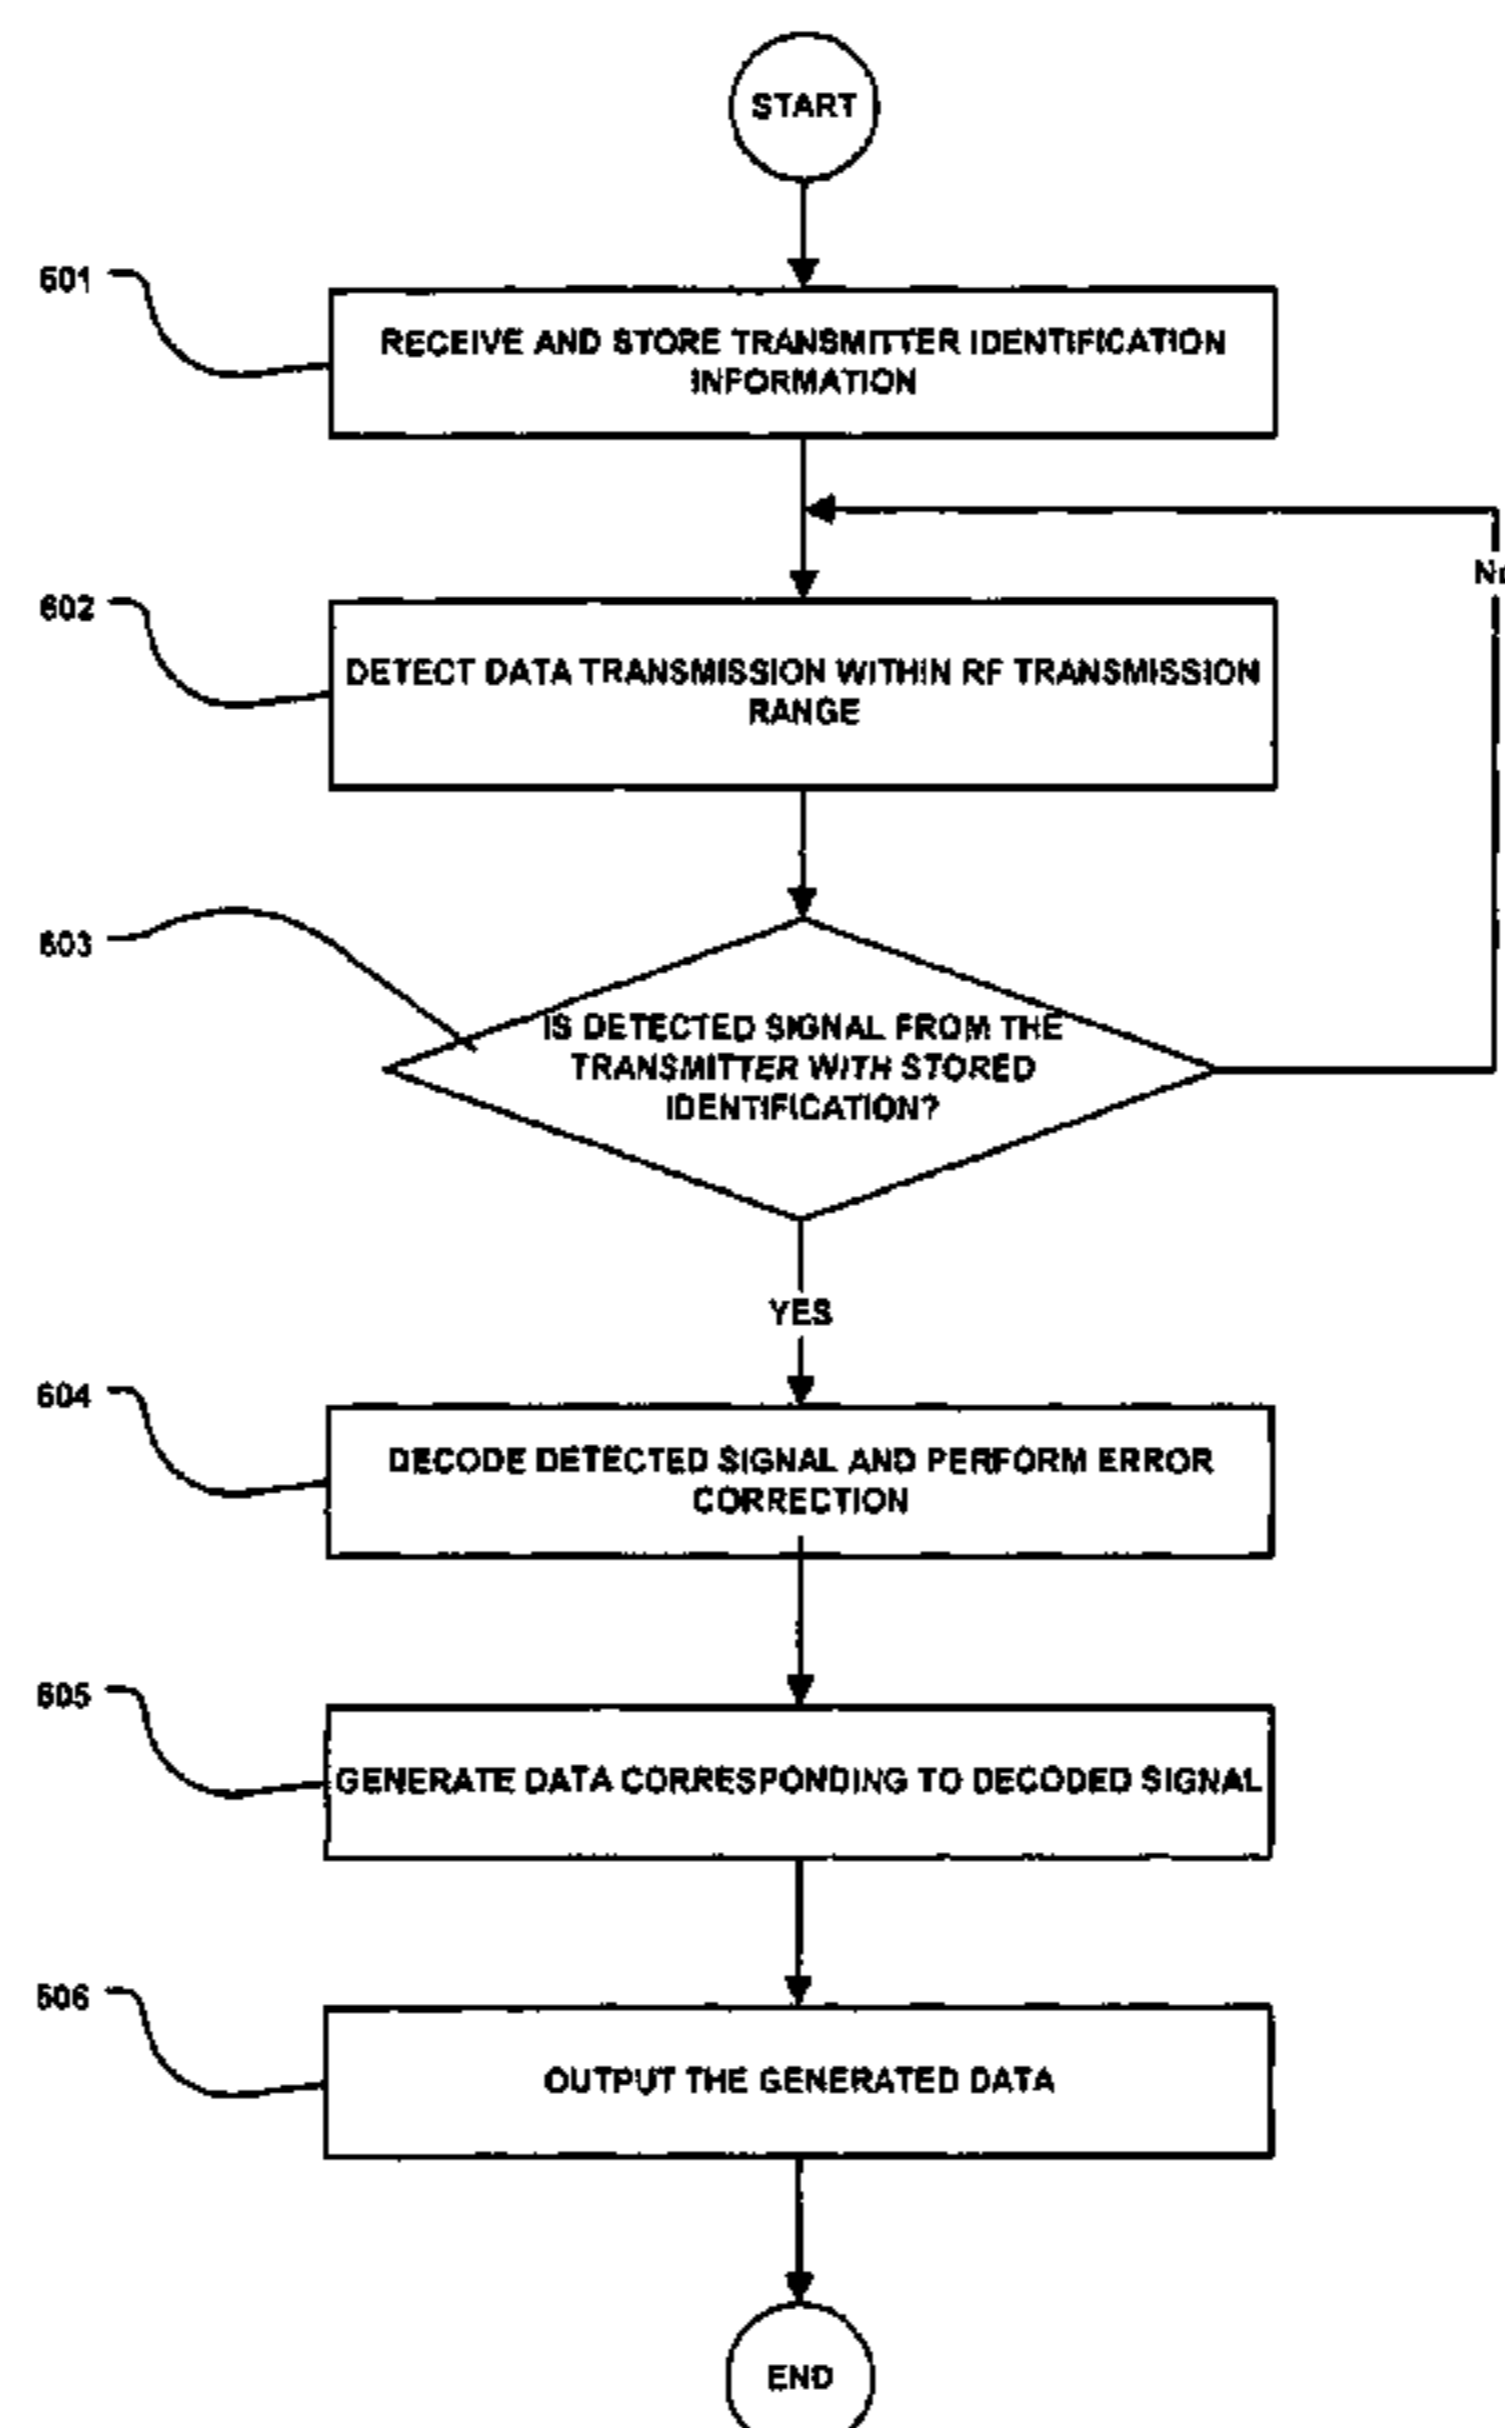 START
601
RECEIVE AND STORE TRANSMITTER IDENTIFICATION
INFORMATION
No
602
DETECT DATA TRANSMISSION WITHIN RF TRANSMISSION
RANGE
603
IS DETECTED SIGNAL FROM THE
TRANSMITTER WITH STORED
IDENTIFICATION?
YES
604
DECODE DETECTED SIGNAL AND PERFORM ERROR
CORRECTION
605
GENERATE DATA CORRESPONDING TO DECODED SIGNAL
606
OUTPUT THE GENERATED DATA
END